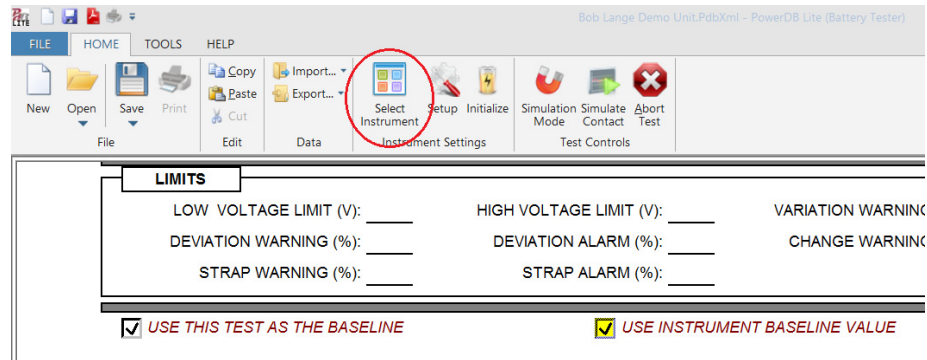 Bob Lange Demo Unit.PdbXml - PowerDB Lite (Battery Tester)
FILE HOME TOOLS HELP
New Open Save Print Copy Paste Cut Import... Export... Select Instrument Setup Initialize Simulation Mode Simulate Contact Abort Test
File Edit Data Instrument Settings Test Controls
LIMITS
LOW VOLTAGE LIMIT (V): HIGH VOLTAGE LIMIT (V): VARIATION WARNING
DEVIATION WARNING (%): DEVIATION ALARM (%): CHANGE WARNING
STRAP WARNING (%): STRAP ALARM (%):
USE THIS TEST AS THE BASELINE USE INSTRUMENT BASELINE VALUE